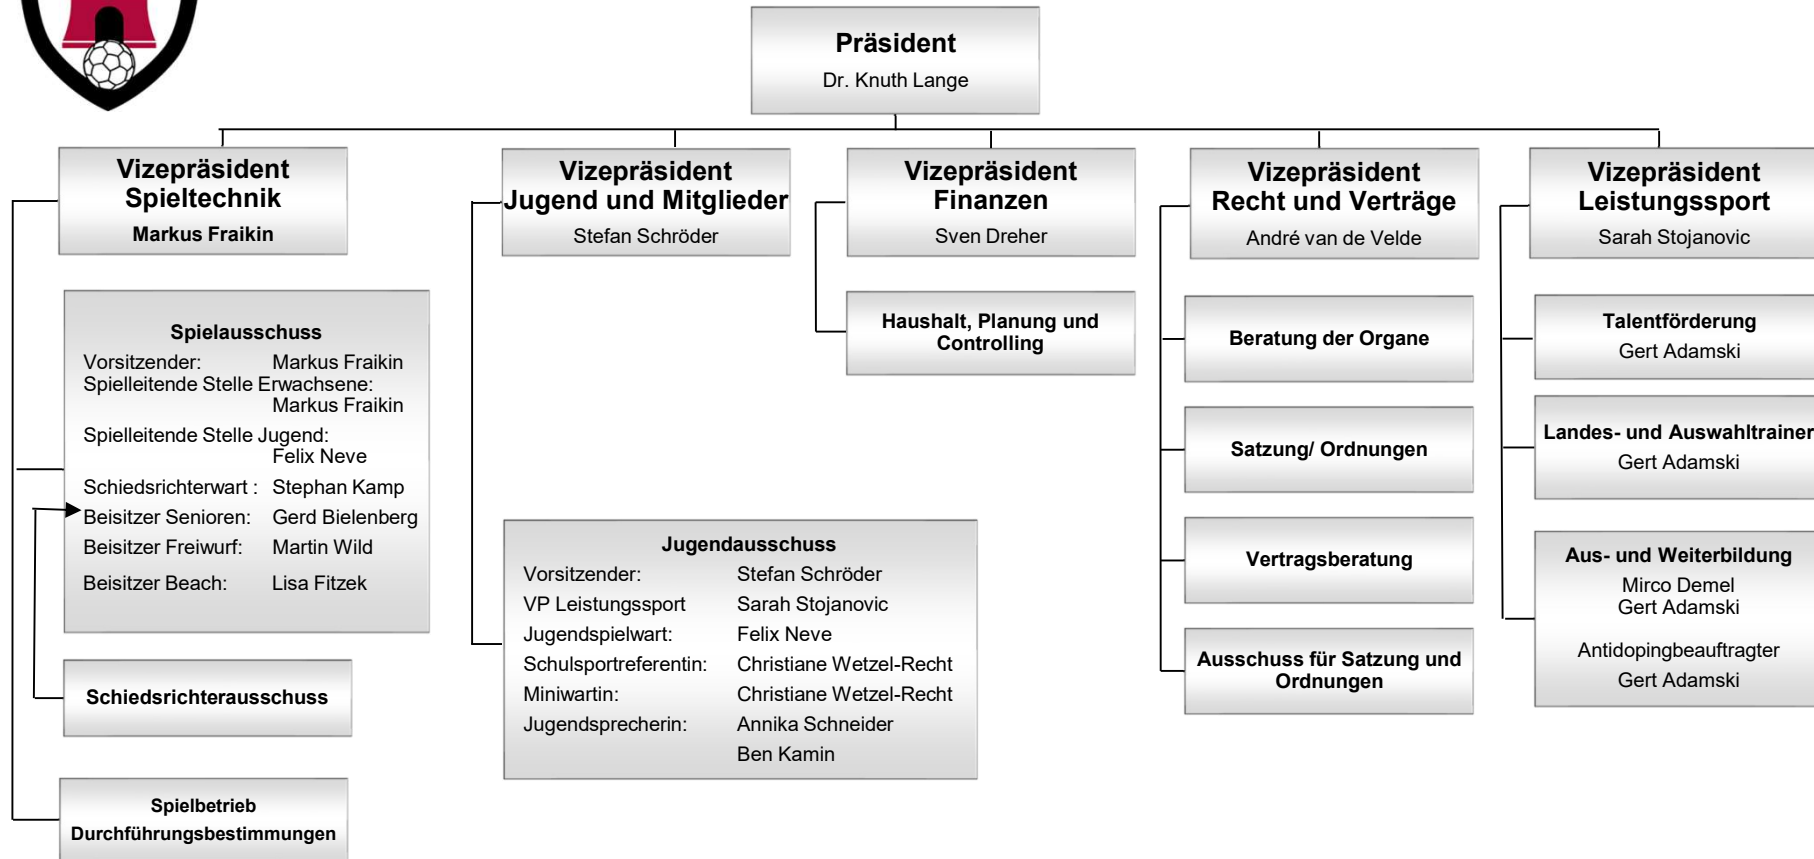 Präsident
Dr. Knuth Lange
Vizepräsident
Spieltechnik
Markus Fraikin
Spielausschuss
Vorsitzender: Markus Fraikin
Spielleitende Stelle Erwachsene:
Markus Fraikin
Spielleitende Stelle Jugend:
Felix Neve
Schiedsrichterwart : Stephan Kamp
Beisitzer Senioren: Gerd Bielenberg
Beisitzer Freiwurf: Martin Wild
Beisitzer Beach: Lisa Fitzek
Schiedsrichterausschuss
Spielbetrieb
Durchführungsbestimmungen
Vizepräsident
Jugend und Mitglieder
Stefan Schröder
Jugendausschuss
Vorsitzender: Stefan Schröder
VP Leistungssport Sarah Stojanovic
Jugendspielwart: Felix Neve
Schulsportreferentin: Christiane Wetzel-Recht
Miniwartin: Christiane Wetzel-Recht
Jugendsprecherin: Annika Schneider
Ben Kamin
Vizepräsident
Finanzen
Sven Dreher
Haushalt, Planung und
Controlling
Vizepräsident
Recht und Verträge
André van de Velde
Beratung der Organe
Satzung/ Ordnungen
Vertragsberatung
Ausschuss für Satzung und
Ordnungen
Vizepräsident
Leistungssport
Sarah Stojanovic
Talentförderung
Gert Adamski
Landes- und Auswahltrainer
Gert Adamski
Aus- und Weiterbildung
Mirco Demel
Gert Adamski
Antidopingbeauftragter
Gert Adamski